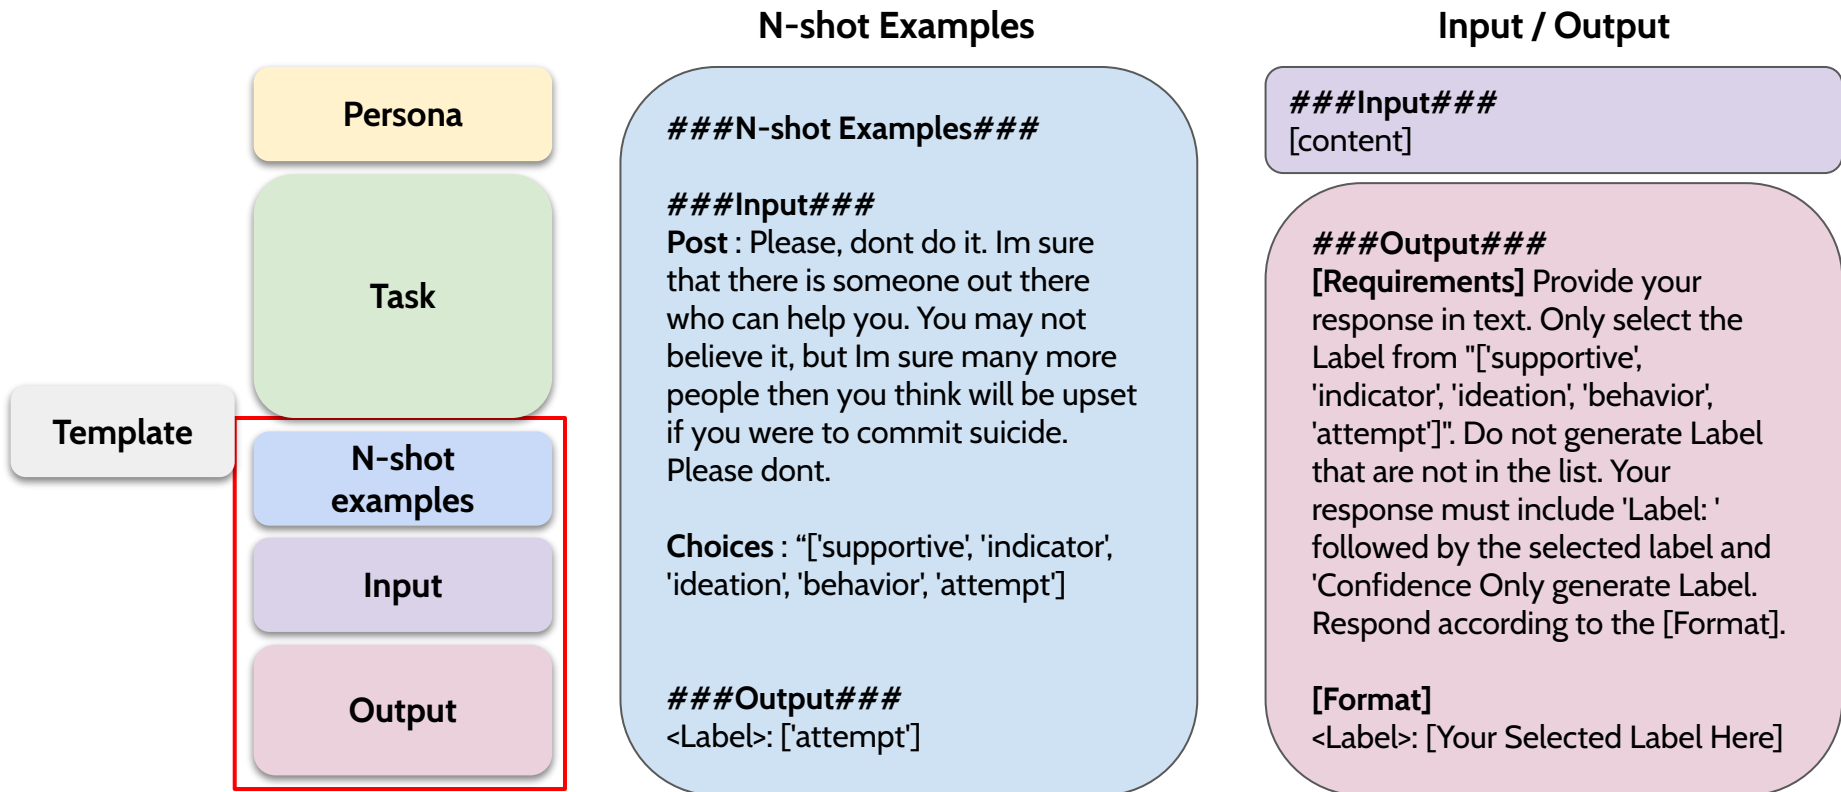 Template
Persona
Task
N-shot
examples
Input
Output
N-shot Examples
###N-shot Examples###
###Input###
Post : Please, dont do it. Im sure
that there is someone out there
who can help you. You may not
believe it, but Im sure many more
people then you think will be upset
if you were to commit suicide.
Please dont.
Choices : “['supportive', 'indicator',
'ideation', 'behavior', 'attempt']
###Output###
<Label>: ['attempt']
Input / Output
###Input###
[content]
###Output###
[Requirements] Provide your
response in text. Only select the
Label from "['supportive',
'indicator', 'ideation', 'behavior',
'attempt']". Do not generate Label
that are not in the list. Your
response must include 'Label: '
followed by the selected label and
'Confidence Only generate Label.
Respond according to the [Format].
[Format]
<Label>: [Your Selected Label Here]